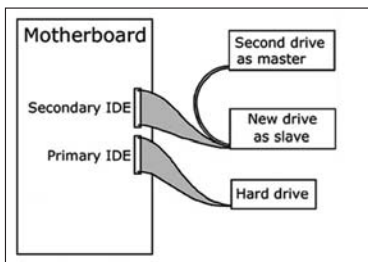 Motherboard
Second drive
as master
Secondary IDE
New drive
as slave
Primary IDE
Hard drive